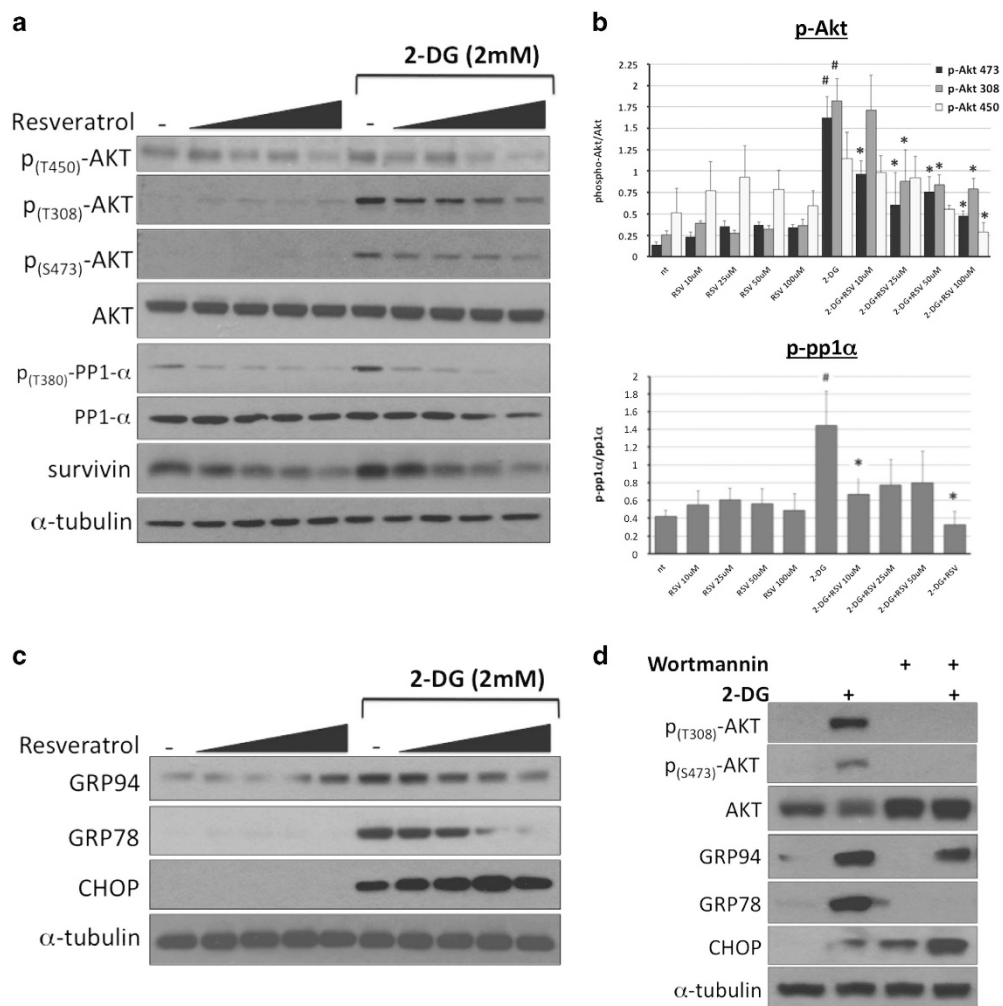 a
2-DG (2mM)
Resveratrol
- -
p(T450)-AKT
p(T308)-AKT
p(S473)-AKT
AKT
p(T380)-PP1-α
PP1-α
survivin
α-tubulin
b
p-Akt
p-Akt 473
p-Akt 308
p-Akt 450
phospho-Akt/Akt
2.25
2
1.75
1.5
1.25
1
0.75
0.5
0.25
0
# #
* * * * * * *
nt
RSV 10uM
RSV 25uM
RSV 50uM
RSV 100uM
2-DG
2-DG+RSV 10uM
2-DG+RSV 25uM
2-DG+RSV 50uM
2-DG+RSV 100uM
p-pp1α
p-pp1α/pp1α
2
1.8
1.6
1.4
1.2
1
0.8
0.6
0.4
0.2
0
#
* *
nt
RSV 10uM
RSV 25uM
RSV 50uM
RSV 100uM
2-DG
2-DG+RSV 10uM
2-DG+RSV 25uM
2-DG+RSV 50uM
2-DG+RSV
c
2-DG (2mM)
Resveratrol
- -
GRP94
GRP78
CHOP
α-tubulin
d
Wortmannin + +
2-DG + +
p(T308)-AKT
p(S473)-AKT
AKT
GRP94
GRP78
CHOP
α-tubulin